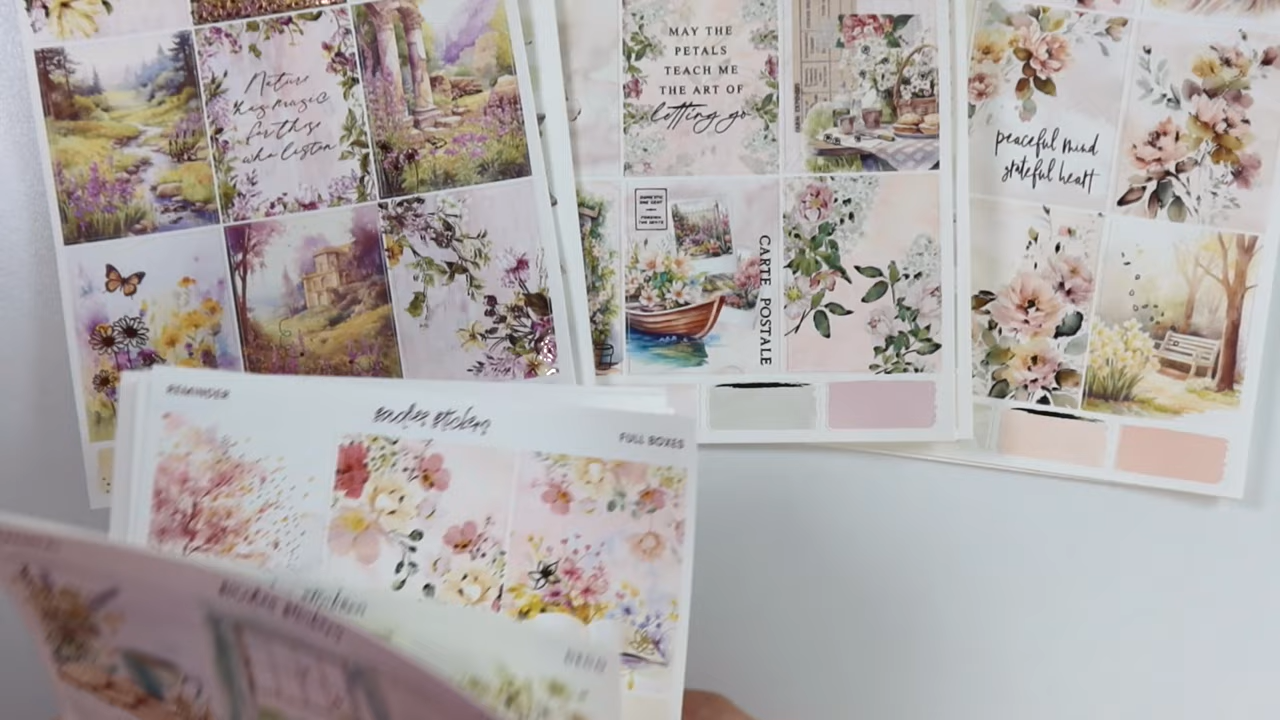 Nature
has magic
for those
who listen
MAY THE
PETALS
TEACH ME
THE ART OF
letting go
CARTE POSTALE
peaceful mind
grateful heart
REMINDER
FULL BOXES